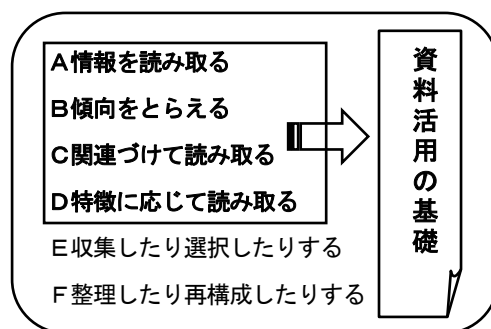 A情報を読み取る
B傾向をとらえる
C関連づけて読み取る
D特徴に応じて読み取る
E収集したり選択したりする
F整理したり再構成したりする
資料活用の基礎